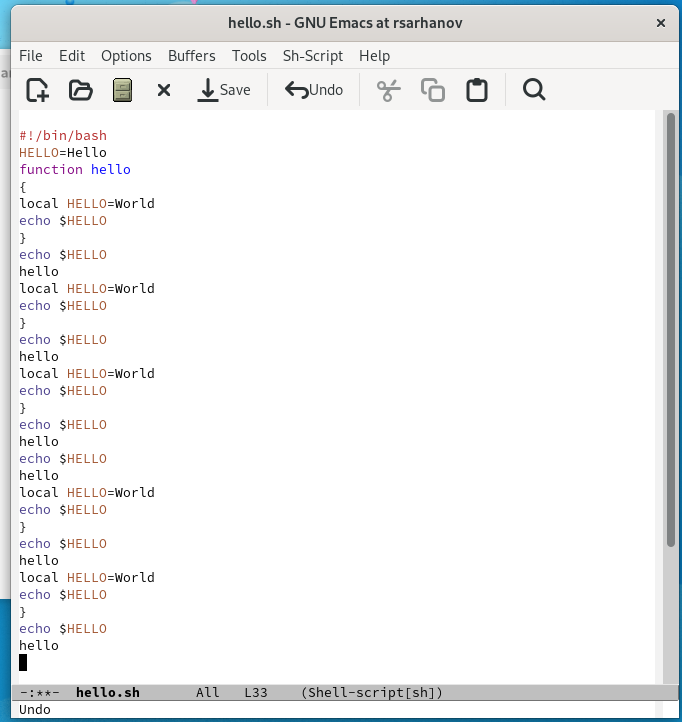 hello.sh - GNU Emacs at rsarhanov
File Edit Options Buffers Tools Sh-Script Help
Save Undo
#!/bin/bash
HELLO=Hello
function hello
{
local HELLO=World
echo $HELLO
}
echo $HELLO
hello
local HELLO=World
echo $HELLO
}
echo $HELLO
hello
local HELLO=World
echo $HELLO
}
echo $HELLO
hello
echo $HELLO
hello
local HELLO=World
echo $HELLO
}
echo $HELLO
hello
local HELLO=World
echo $HELLO
}
echo $HELLO
hello
-:**- hello.sh All L33 (Shell-script[sh])
Undo